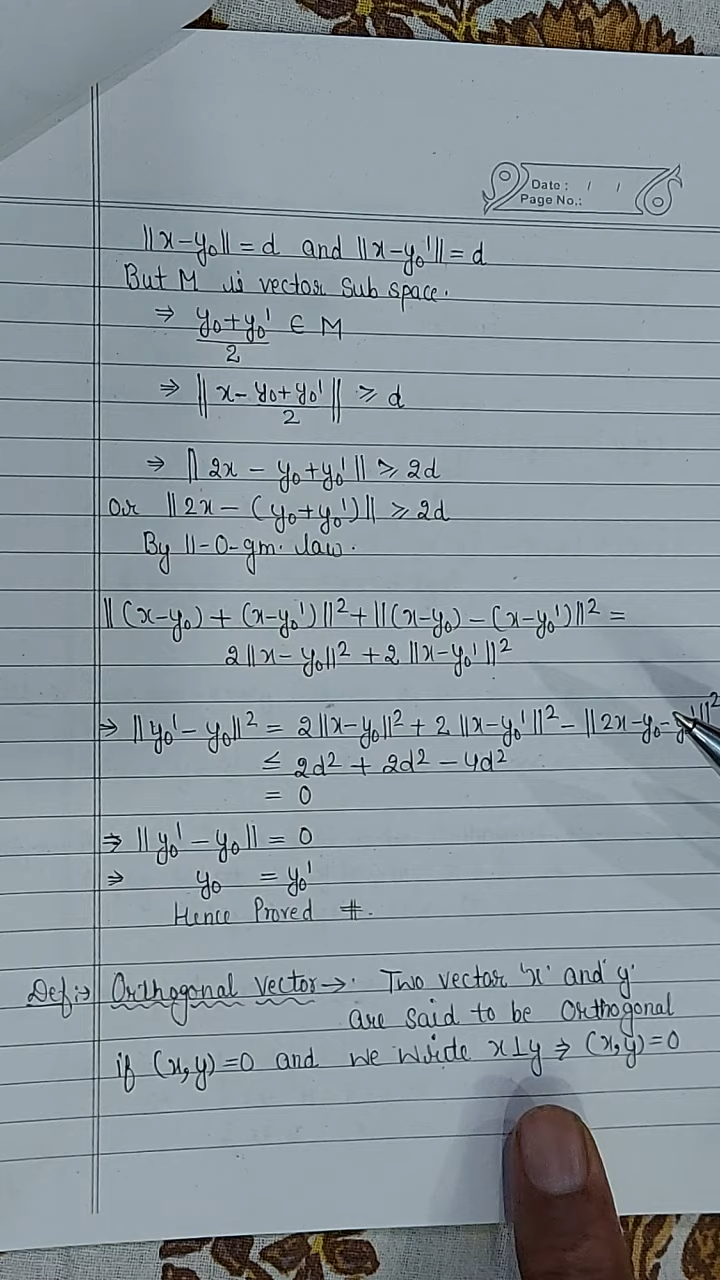 Date : / /
Page No.:
||x-y₀|| = d and ||x-y₀'|| = d
But M is vector Sub space.
⇒ (y₀+y₀')/2 ∈ M
⇒ ||x - (y₀+y₀')/2|| ≥ d
⇒ ||2x - y₀+y₀'|| ≥ 2d
Or ||2x - (y₀+y₀')|| ≥ 2d
By ||-O-gm. law.
||(x-y₀) + (x-y₀')||² + ||(x-y₀) - (x-y₀')||² =
2||x-y₀||² + 2||x-y₀'||²
⇒ ||y₀' - y₀||² = 2||x-y₀||² + 2||x-y₀'||² - ||2x-y₀-y₀'||²
≤ 2d² + 2d² - 4d²
= 0
⇒ ||y₀' - y₀|| = 0
⇒ y₀ = y₀'
Hence Proved #.
Def:→ Orthogonal vector→. Two vector 'x' and 'y'
are said to be Orthogonal
if (x,y)=0 and we write x⊥y ⇒ (x,y)=0